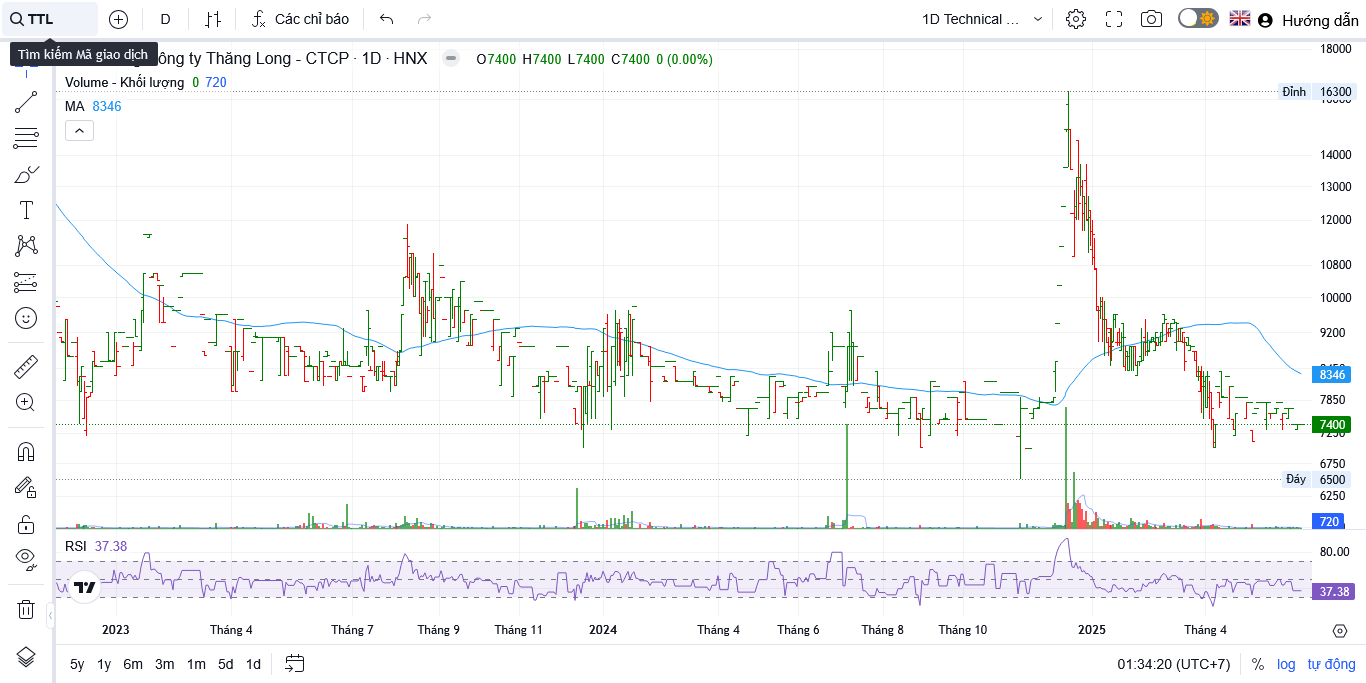 TTL
D
Các chỉ báo
1D Technical ...
Hướng dẫn
Tìm kiếm Mã giao dịch
ông ty Thăng Long - CTCP · 1D · HNX
O7400 H7400 L7400 C7400 0 (0.00%)
Volume - Khối lượng 0 720
MA 8346
18000
Đỉnh 16300
14000
13000
12000
10800
10000
9200
8346
7850
7400
6750
Đáy 6500
6250
720
RSI 37.38
80.00
37.38
2023
Tháng 4
Tháng 7
Tháng 9
Tháng 11
2024
Tháng 4
Tháng 6
Tháng 8
Tháng 10
2025
Tháng 4
5y 1y 6m 3m 1m 5d 1d
01:34:20 (UTC+7)
% log tự động